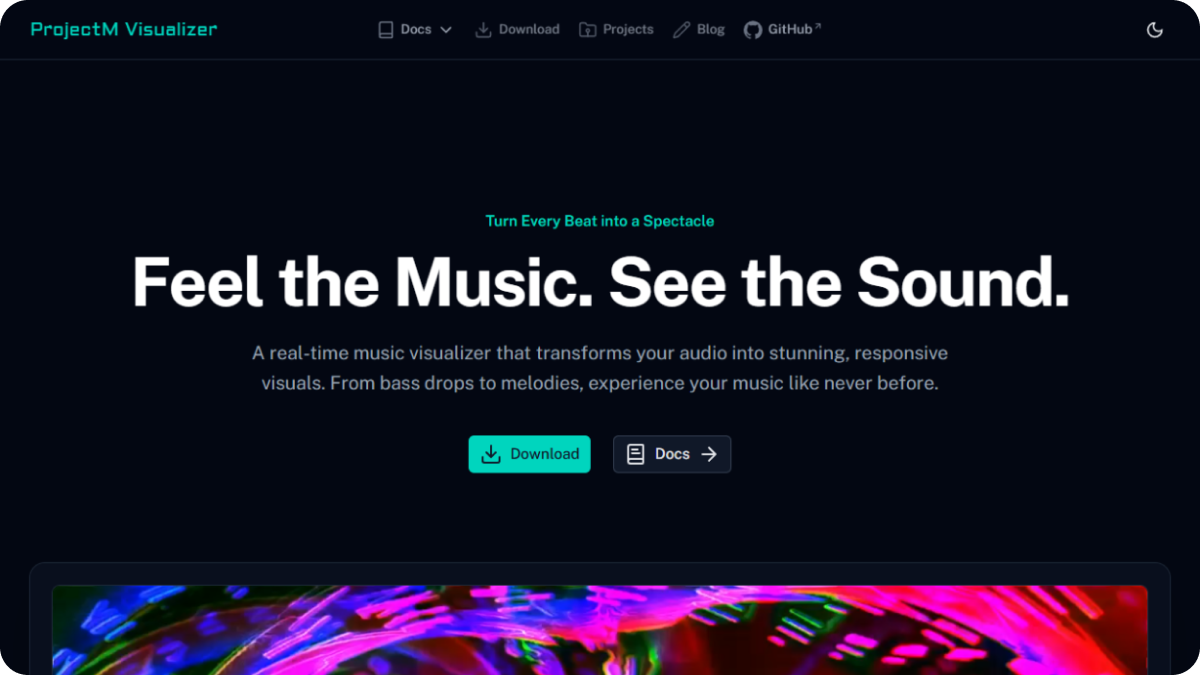 ProjectM Visualizer
Docs
Download
Projects
Blog
GitHub
Turn Every Beat into a Spectacle
Feel the Music. See the Sound.
A real-time music visualizer that transforms your audio into stunning, responsive
visuals. From bass drops to melodies, experience your music like never before.
Download
Docs